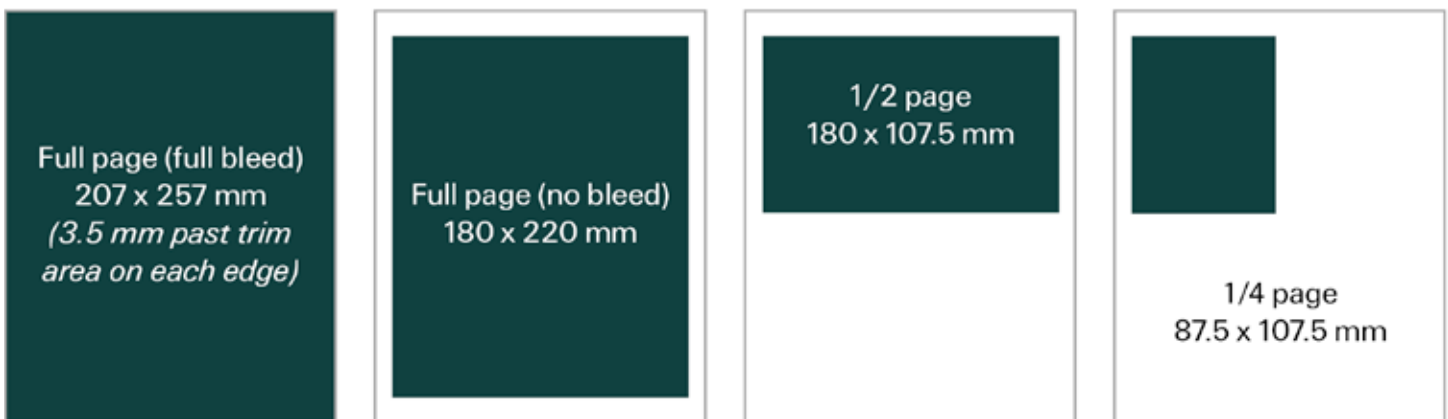 Full page (full bleed)
207 x 257 mm
(3.5 mm past trim
area on each edge)
Full page (no bleed)
180 x 220 mm
1/2 page
180 x 107.5 mm
1/4 page
87.5 x 107.5 mm